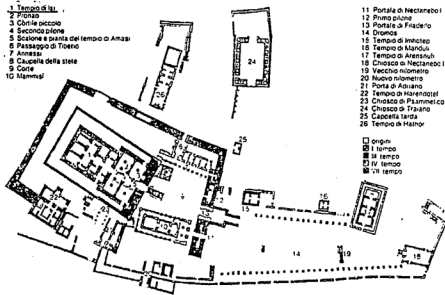 1 Tempio di Isi
2 Pronao
3 Cortile piccolo
4 Secondo pilone
5 Scalone e pianta del tempio di Amasi
6 Passaggio di Tiberio
7 Annessi
8 Cappella della stele
9 Corte
10 Mammisi
11 Portale di Nectanebo I
12 Primo pilone
13 Portale di Filadelfo
14 Dromos
15 Tempio di Imhotep
16 Tempio di Manduli
17 Tempio di Arensnuh
18 Chiosco di Nectanebo I
19 Vecchio nilometro
20 Nuovo nilometro
21 Porta di Adriano
22 Tempio di Harendotef
23 Chiosco di Psammetico
24 Chiosco di Traiano
25 Cappella tarda
26 Tempio di Hathor
origini
I tempo
III tempo
IV tempo
VII tempo
24
26
25
15
16
14
19
18